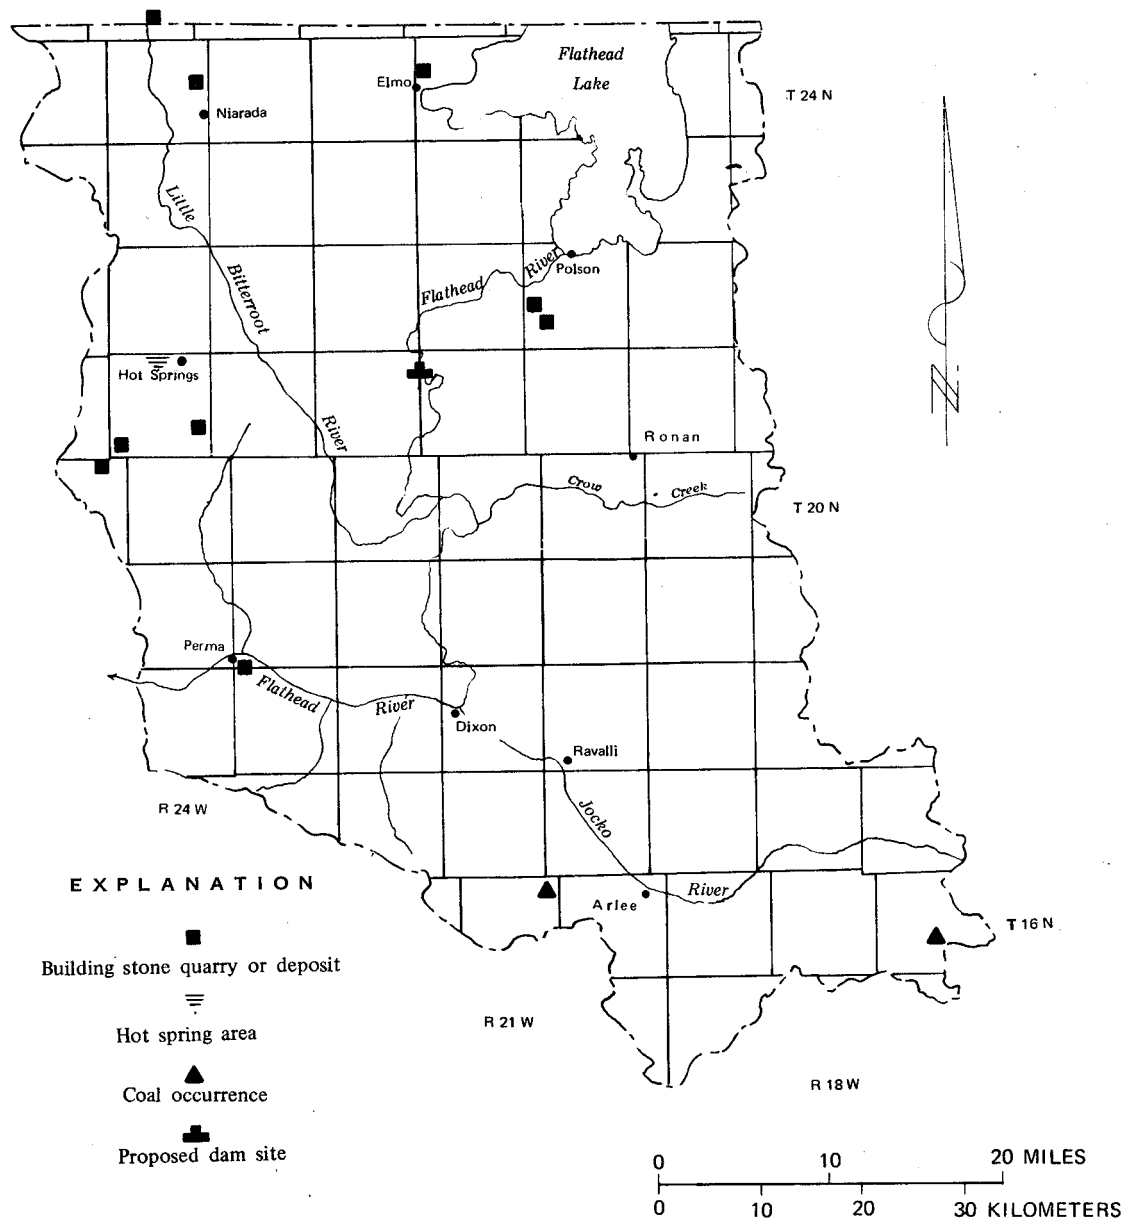 Flathead
Lake
Elmo
T 24 N
Niarada
Little
Bitterroot
River
Flathead
River
Polson
Hot Springs
Ronan
Crow
Creek
T 20 N
N
Perma
Flathead
River
Dixon
Ravalli
R 24 W
Jocko
River
Arlee
T 16 N
EXPLANATION
Building stone quarry or deposit
Hot spring area
Coal occurrence
Proposed dam site
R 21 W
R 18 W
0 10 20 MILES
0 10 20 30 KILOMETERS